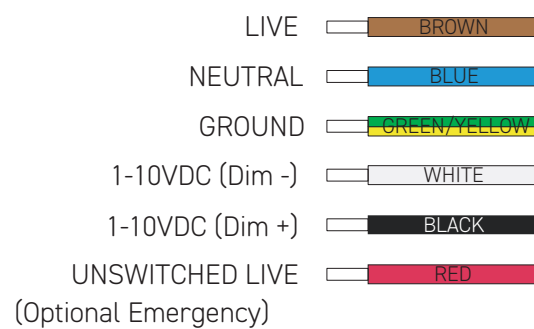 LIVE BROWN
NEUTRAL BLUE
GROUND GREEN/YELLOW
1-10VDC (Dim -) WHITE
1-10VDC (Dim +) BLACK
UNSWITCHED LIVE RED
(Optional Emergency)